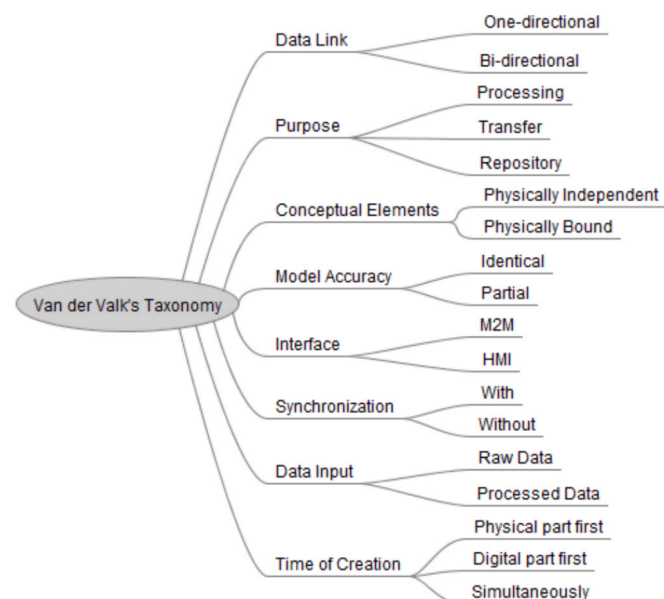 Van der Valk's Taxonomy
Data Link
One-directional
Bi-directional
Purpose
Processing
Transfer
Repository
Conceptual Elements
Physically Independent
Physically Bound
Model Accuracy
Identical
Partial
Interface
M2M
HMI
Synchronization
With
Without
Data Input
Raw Data
Processed Data
Time of Creation
Physical part first
Digital part first
Simultaneously